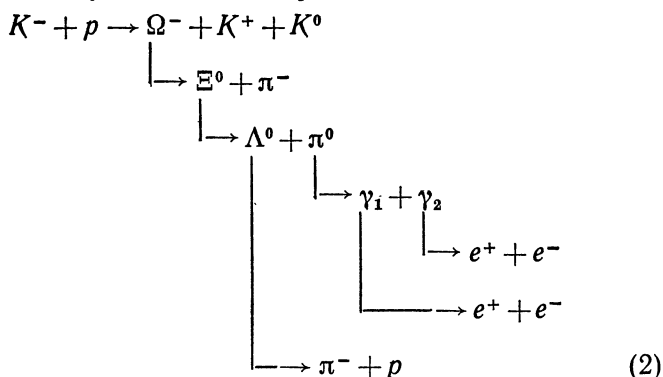 K⁻ + p → Ω⁻ + K⁺ + K⁰
→ Ξ⁰ + π⁻
→ Λ⁰ + π⁰
→ γ₁ + γ₂
→ e⁺ + e⁻
→ e⁺ + e⁻
→ π⁻ + p (2)